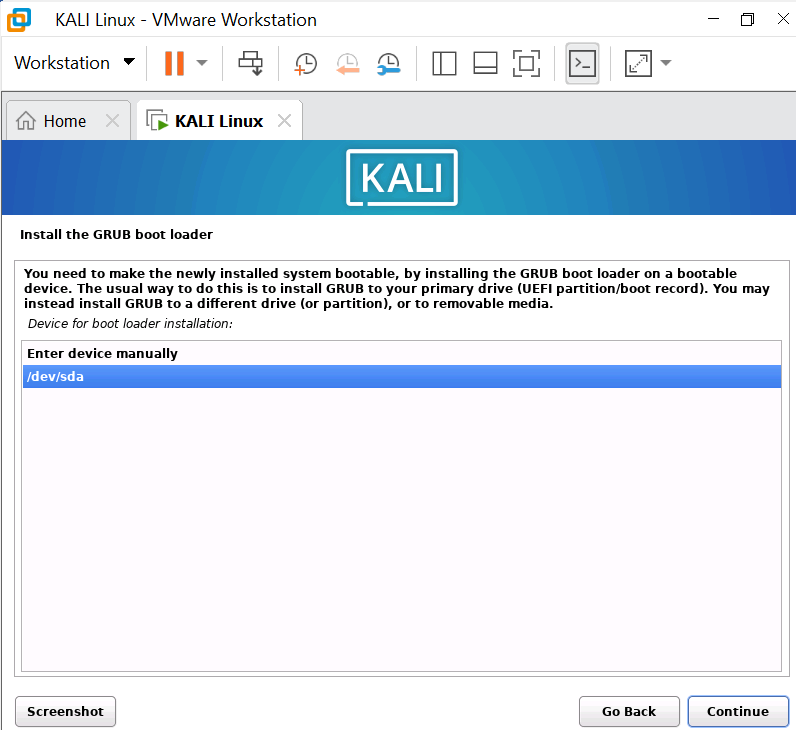 KALI Linux - VMware Workstation
Workstation
Home
KALI Linux
KALI
Install the GRUB boot loader
You need to make the newly installed system bootable, by installing the GRUB boot loader on a bootable
device. The usual way to do this is to install GRUB to your primary drive (UEFI partition/boot record). You may
instead install GRUB to a different drive (or partition), or to removable media.
Device for boot loader installation:
Enter device manually
/dev/sda
Screenshot
Go Back
Continue